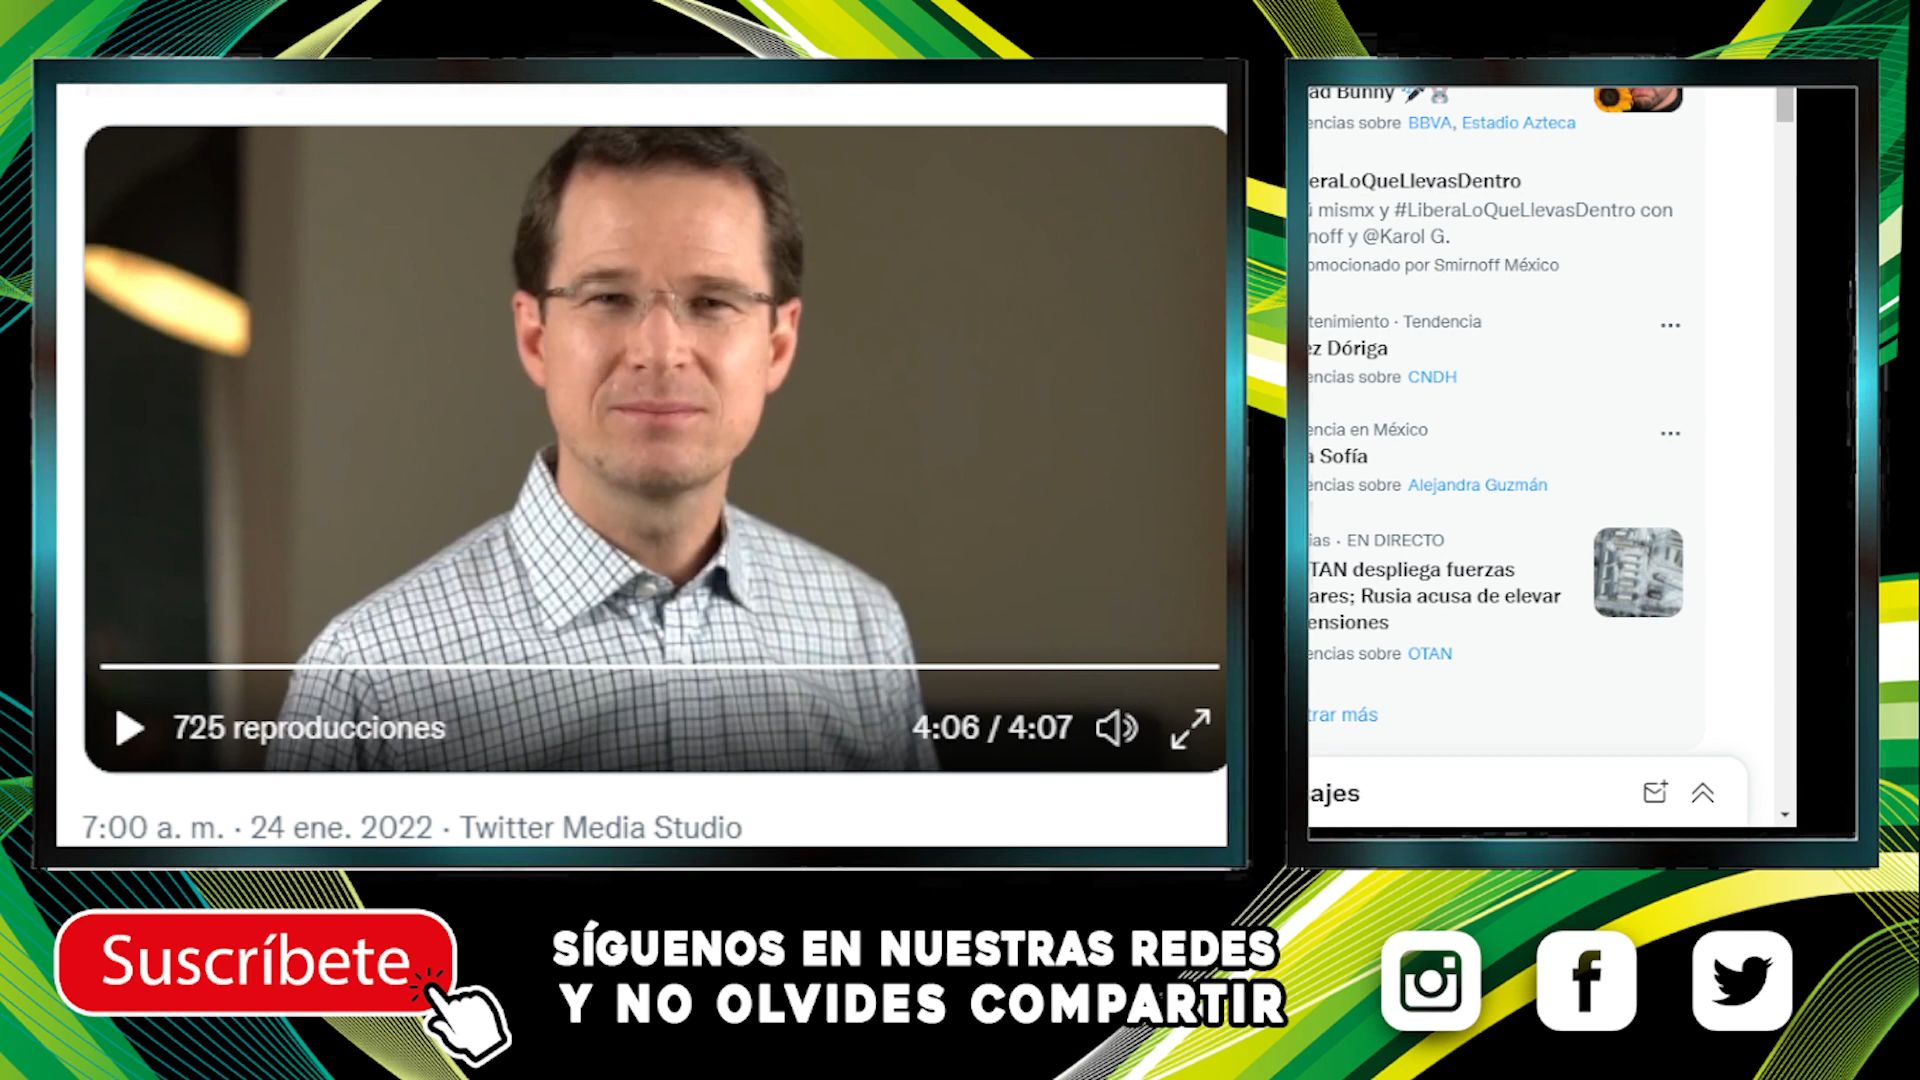 725 reproducciones
4:06 / 4:07
7:00 a. m. · 24 ene. 2022 · Twitter Media Studio
ad Bunny
encias sobre BBVA, Estadio Azteca
eraLoQueLlevasDentro
ú mismx y #LiberaLoQueLlevasDentro con
noff y @Karol G.
omocionado por Smirnoff México
tenimiento · Tendencia
ez Dóriga
encias sobre CNDH
encia en México
a Sofía
encias sobre Alejandra Guzmán
ias · EN DIRECTO
TAN despliega fuerzas
ares; Rusia acusa de elevar
ensiones
encias sobre OTAN
trar más
ajes
Suscríbete
SÍGUENOS EN NUESTRAS REDES
Y NO OLVIDES COMPARTIR